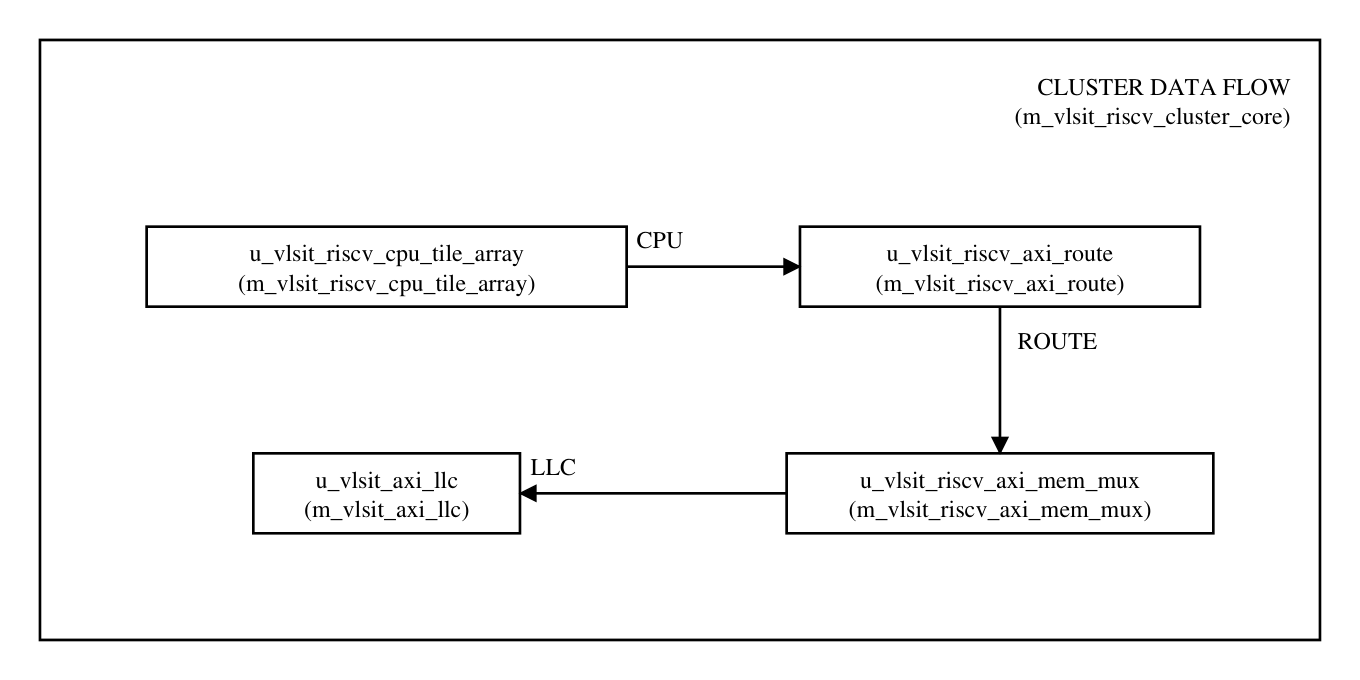 CLUSTER DATA FLOW
(m_vlsit_riscv_cluster_core)
u_vlsit_riscv_cpu_tile_array
(m_vlsit_riscv_cpu_tile_array)
CPU
u_vlsit_riscv_axi_route
(m_vlsit_riscv_axi_route)
ROUTE
u_vlsit_axi_llc
(m_vlsit_axi_llc)
LLC
u_vlsit_riscv_axi_mem_mux
(m_vlsit_riscv_axi_mem_mux)